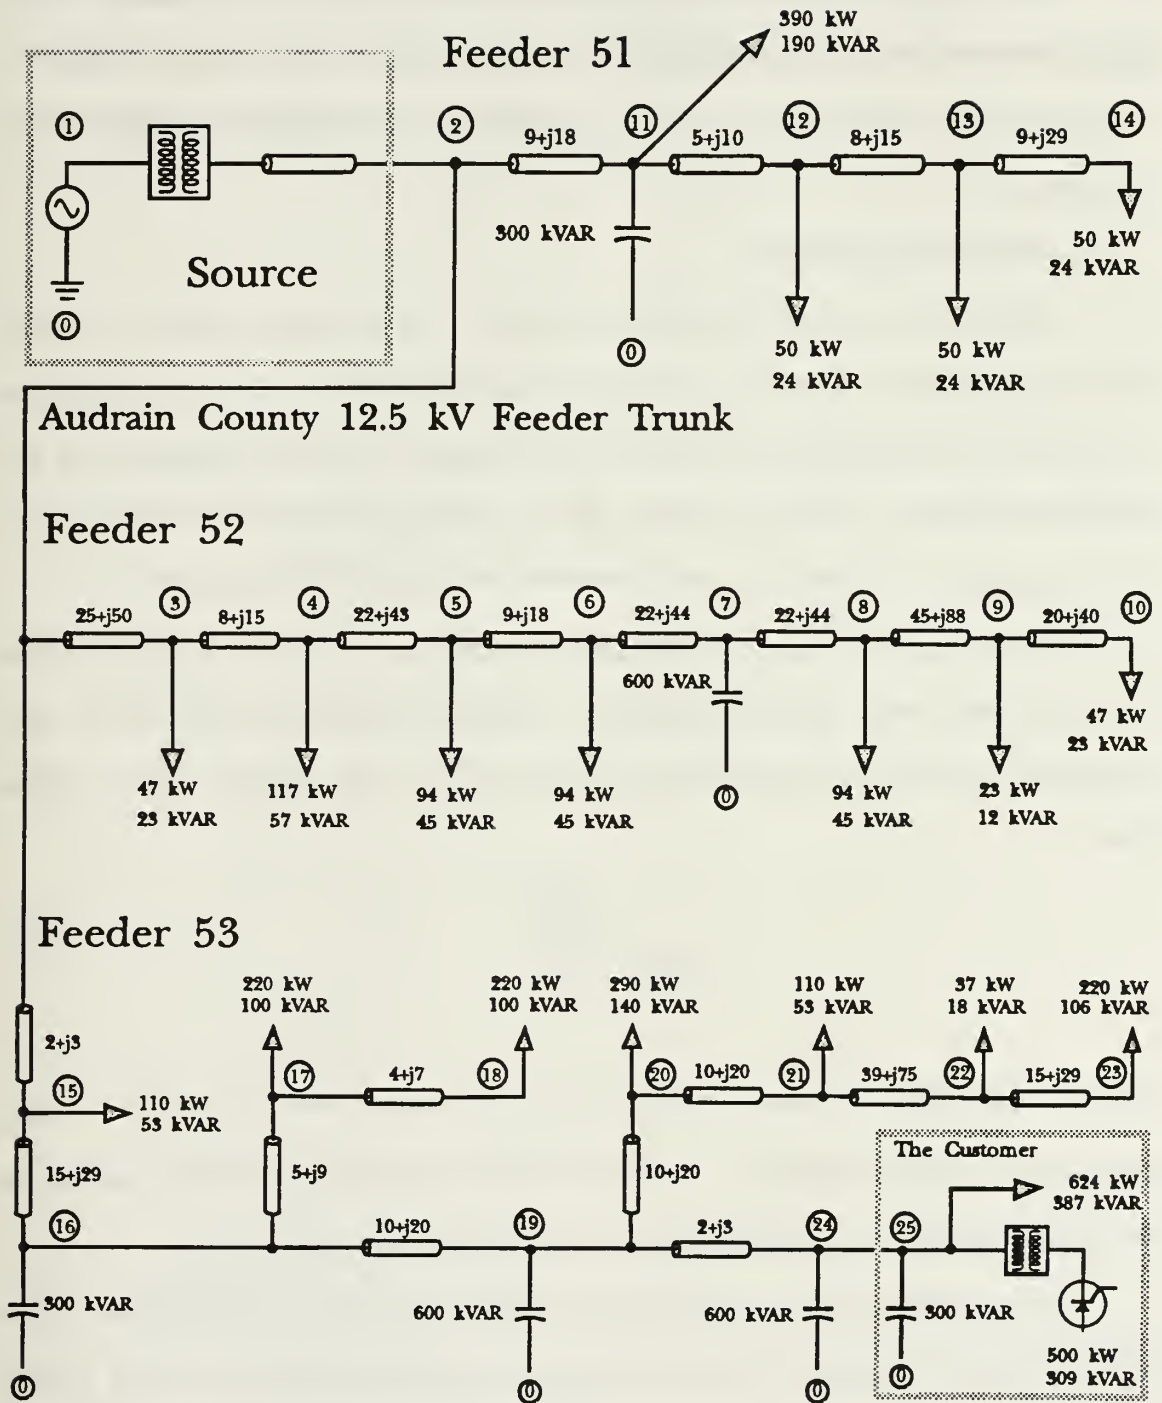 Feeder 51
390 kW
190 kVAR
1
2
9+j18
11
5+j10
12
8+j15
13
9+j29
14
300 kVAR
50 kW
24 kVAR
Source
0
0
50 kW
24 kVAR
50 kW
24 kVAR
Audrain County 12.5 kV Feeder Trunk
Feeder 52
25+j50
3
8+j15
4
22+j43
5
9+j18
6
22+j44
7
22+j44
8
45+j88
9
20+j40
10
600 kVAR
47 kW
23 kVAR
47 kW
23 kVAR
117 kW
57 kVAR
94 kW
45 kVAR
94 kW
45 kVAR
0
94 kW
45 kVAR
23 kW
12 kVAR
Feeder 53
220 kW
100 kVAR
220 kW
100 kVAR
290 kW
140 kVAR
110 kW
53 kVAR
37 kW
18 kVAR
220 kW
106 kVAR
2+j3
15
110 kW
53 kVAR
17
4+j7
18
20
10+j20
21
39+j75
22
15+j29
23
15+j29
5+j9
10+j20
The Customer
624 kW
387 kVAR
16
10+j20
19
2+j3
24
25
300 kVAR
600 kVAR
600 kVAR
300 kVAR
500 kW
309 kVAR
0
0
0
0